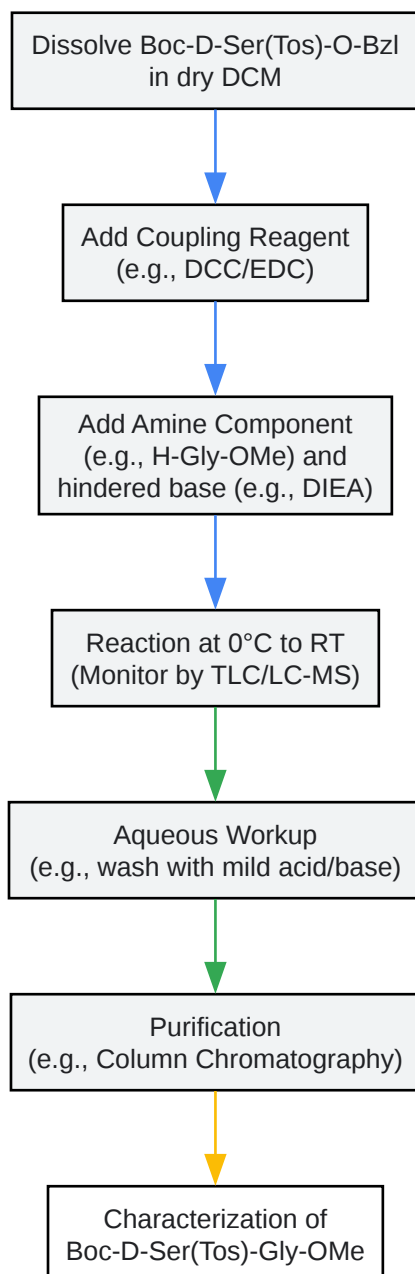 Dissolve Boc-D-Ser(Tos)-O-Bzl
in dry DCM
Add Coupling Reagent
(e.g., DCC/EDC)
Add Amine Component
(e.g., H-Gly-OMe) and
hindered base (e.g., DIEA)
Reaction at 0°C to RT
(Monitor by TLC/LC-MS)
Aqueous Workup
(e.g., wash with mild acid/base)
Purification
(e.g., Column Chromatography)
Characterization of
Boc-D-Ser(Tos)-Gly-OMe